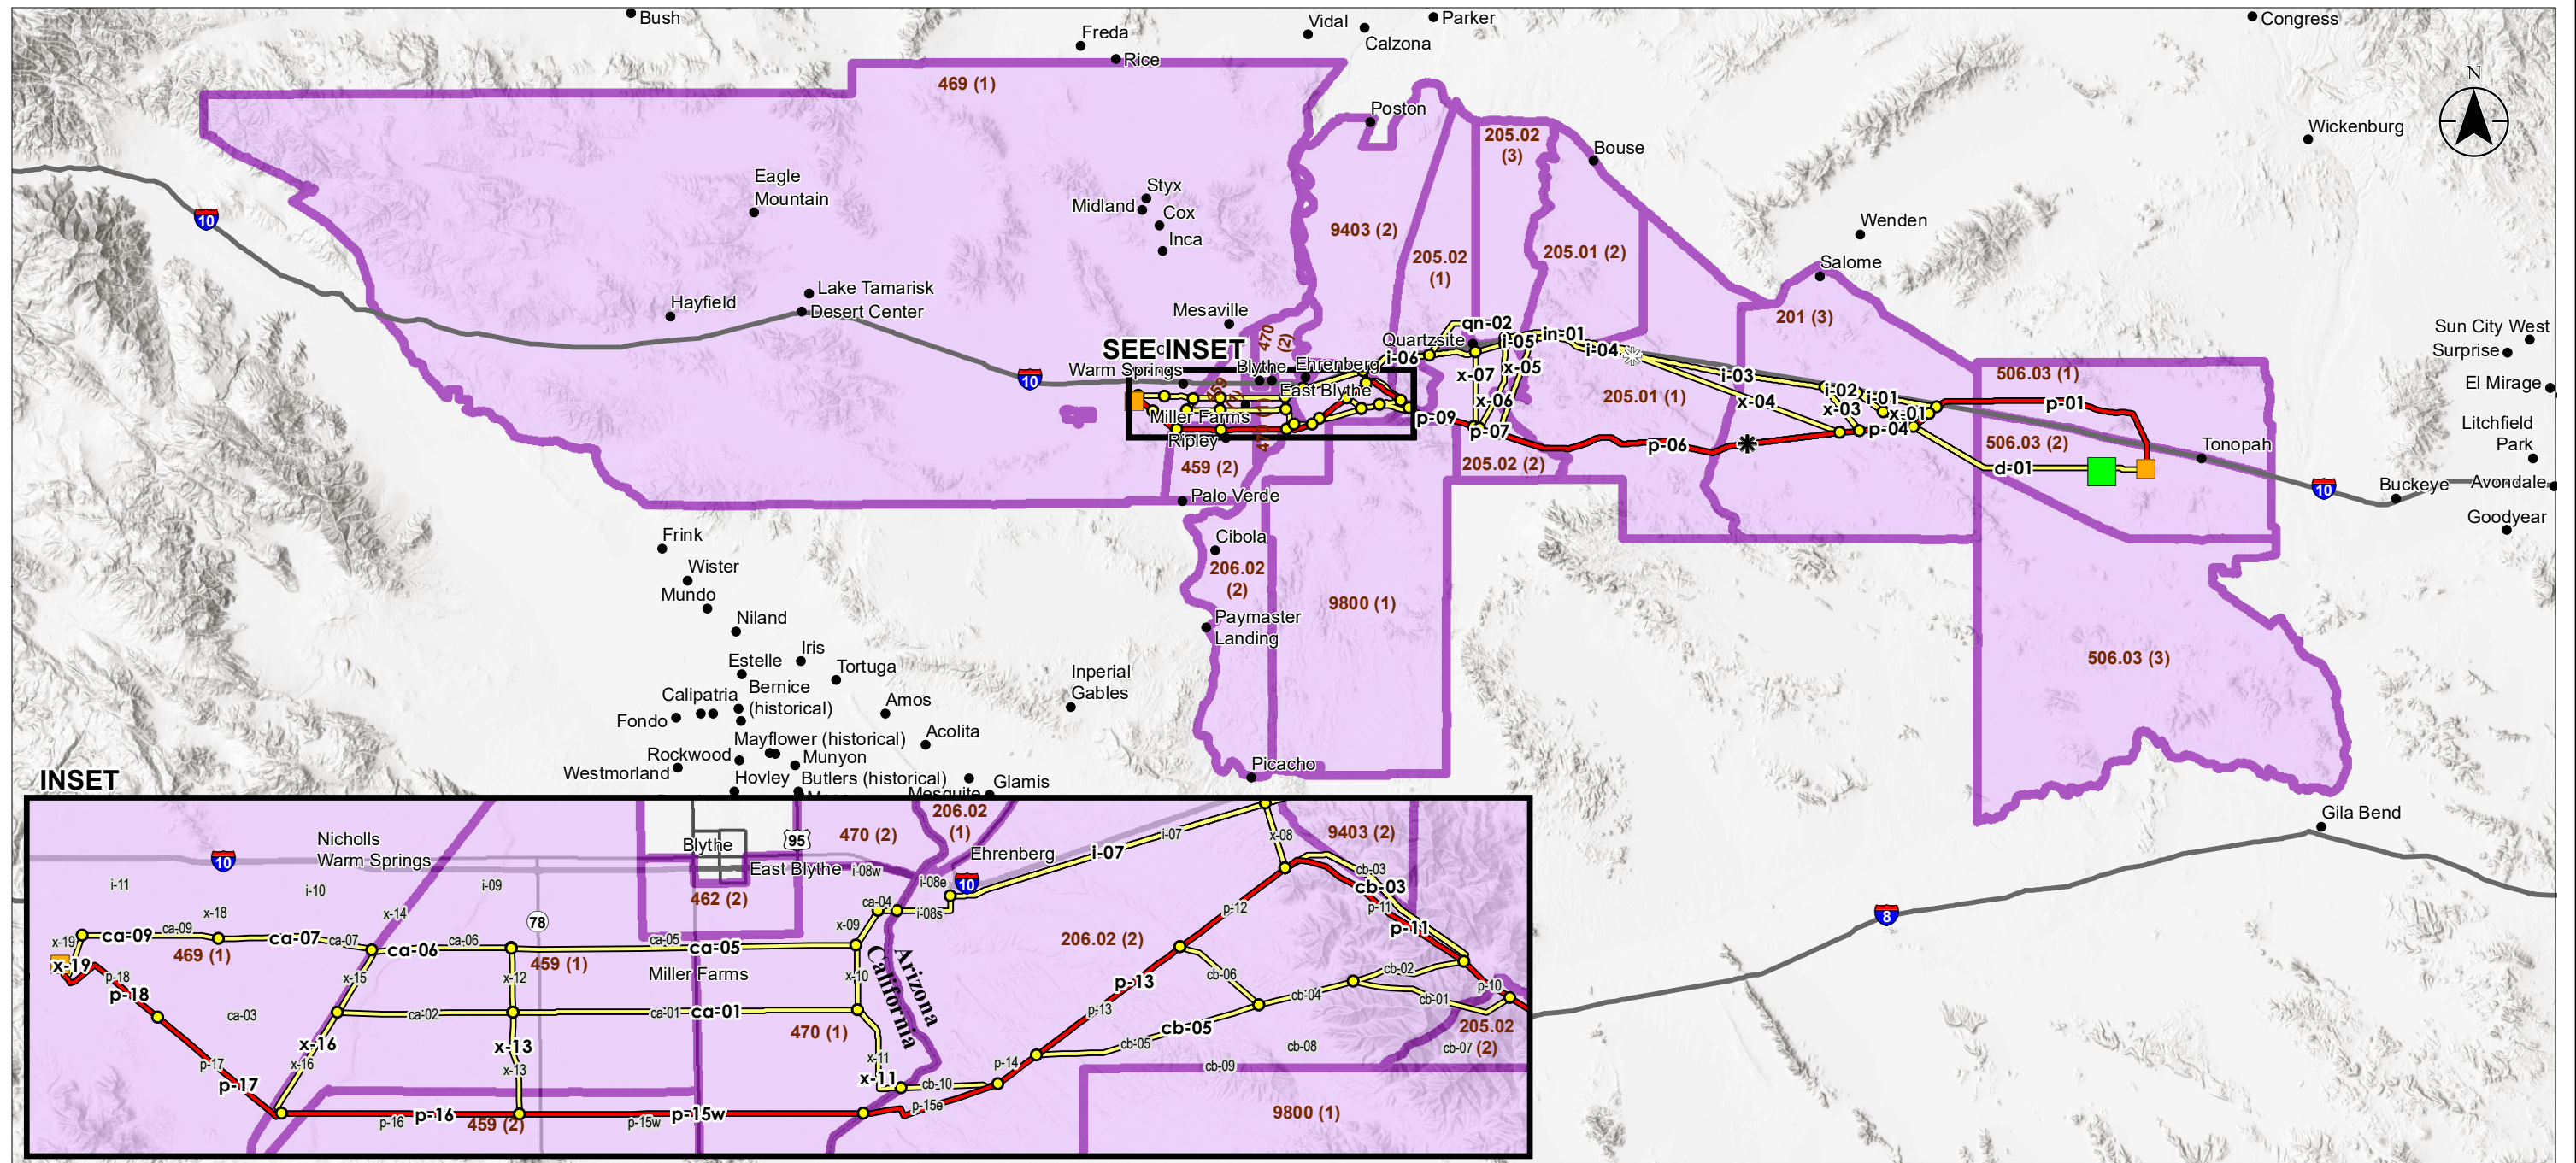 Bush
Freda
Rice
Vidal
Calzona
Parker
Congress
N
469 (1)
Poston
205.02
(3)
Bouse
Wickenburg
Eagle
Mountain
Styx
Midland
Cox
Inca
10
9403 (2)
205.02
(1)
205.01 (2)
Wenden
Salome
Lake Tamarisk
Hayfield
Desert Center
Mesaville
470
(2)
201 (3)
Sun City West
Surprise
SEE INSET
Quartzsite
qn-02
i-05
in-01
i-04
i-06
Warm Springs
Blythe
Ehrenberg
East Blythe
10
x-07
x-05
i-03
i-02
i-01
506.03 (1)
El Mirage
x-06
205.01 (1)
x-04
x-03
x-01
p-01
Miller Farms
Ripley
p-09
p-07
p-06
p-04
506.03 (2)
Tonopah
Litchfield
Park
459 (2)
205.02 (2)
d-01
Palo Verde
10
Buckeye
Avondale
Goodyear
Frink
Wister
Mundo
Niland
Cibola
206.02
(2)
Paymaster
Landing
9800 (1)
506.03 (3)
Iris
Estelle
Tortuga
Calipatria
Bernice
(historical)
Amos
Inperial
Gables
Fondo
Acolita
Mayflower (historical)
Rockwood
Munyon
Westmorland
Hovley
Butlers (historical)
Glamis
Mesquite
Picacho
Gila Bend
8
INSET
Nicholls
Warm Springs
10
Blythe
95
East Blythe
470 (2)
206.02
(1)
Ehrenberg
i-07
i-07
x-08
9403 (2)
i-11
i-10
i-09
i-08w
i-08e
10
462 (2)
cb-03
cb-03
x-18
x-14
78
ca-04
i-08s
x-09
p-12
p-11
p-11
x-19
ca-09
ca-09
ca-07
ca-07
ca-06
ca-06
ca-05
ca-05
206.02 (2)
469 (1)
459 (1)
Miller Farms
Arizona
California
x-19
p-18
p-18
x-15
x-12
x-10
p-13
p-13
cb-06
cb-02
cb-04
cb-01
p-10
ca-03
ca-02
ca-01
ca-01
470 (1)
cb-05
cb-05
cb-08
205.02
(2)
cb-07
x-16
x-16
x-13
x-13
x-11
x-11
p-14
cb-10
cb-09
p-17
p-17
p-16
p-16
459 (2)
p-15w
p-15w
p-15e
9800 (1)